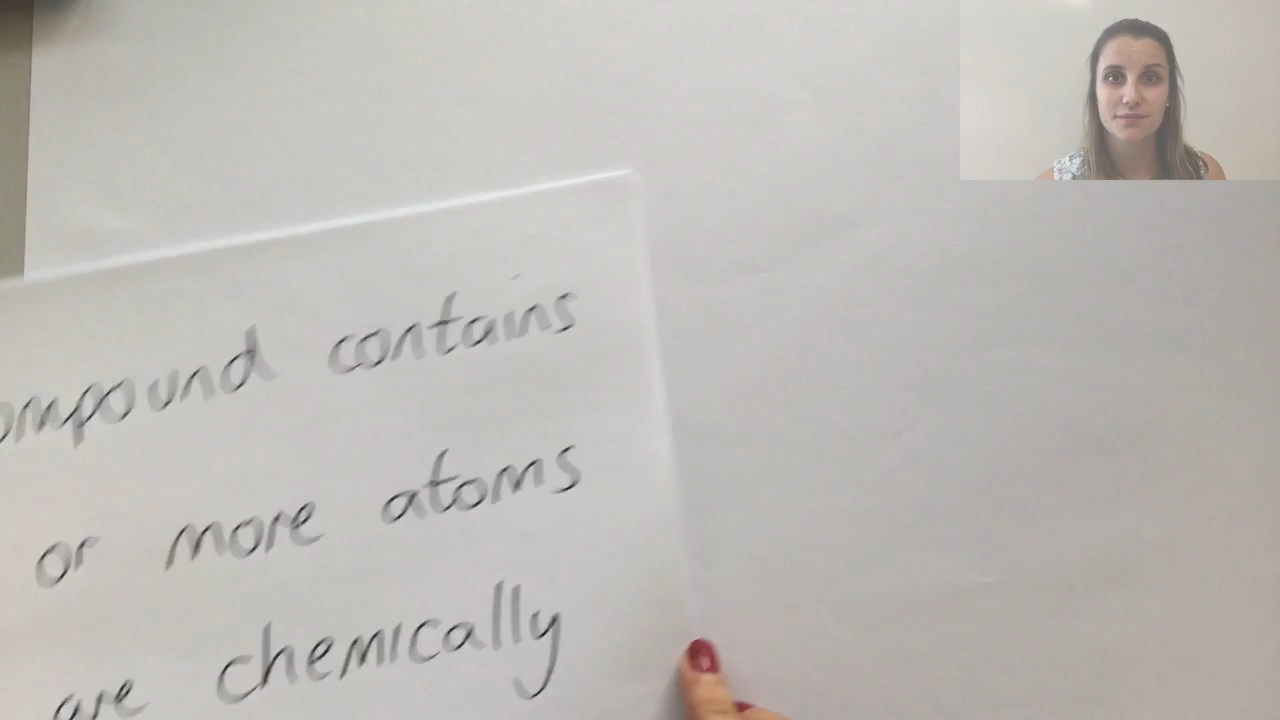 ompound contains
or more atoms
are chemically